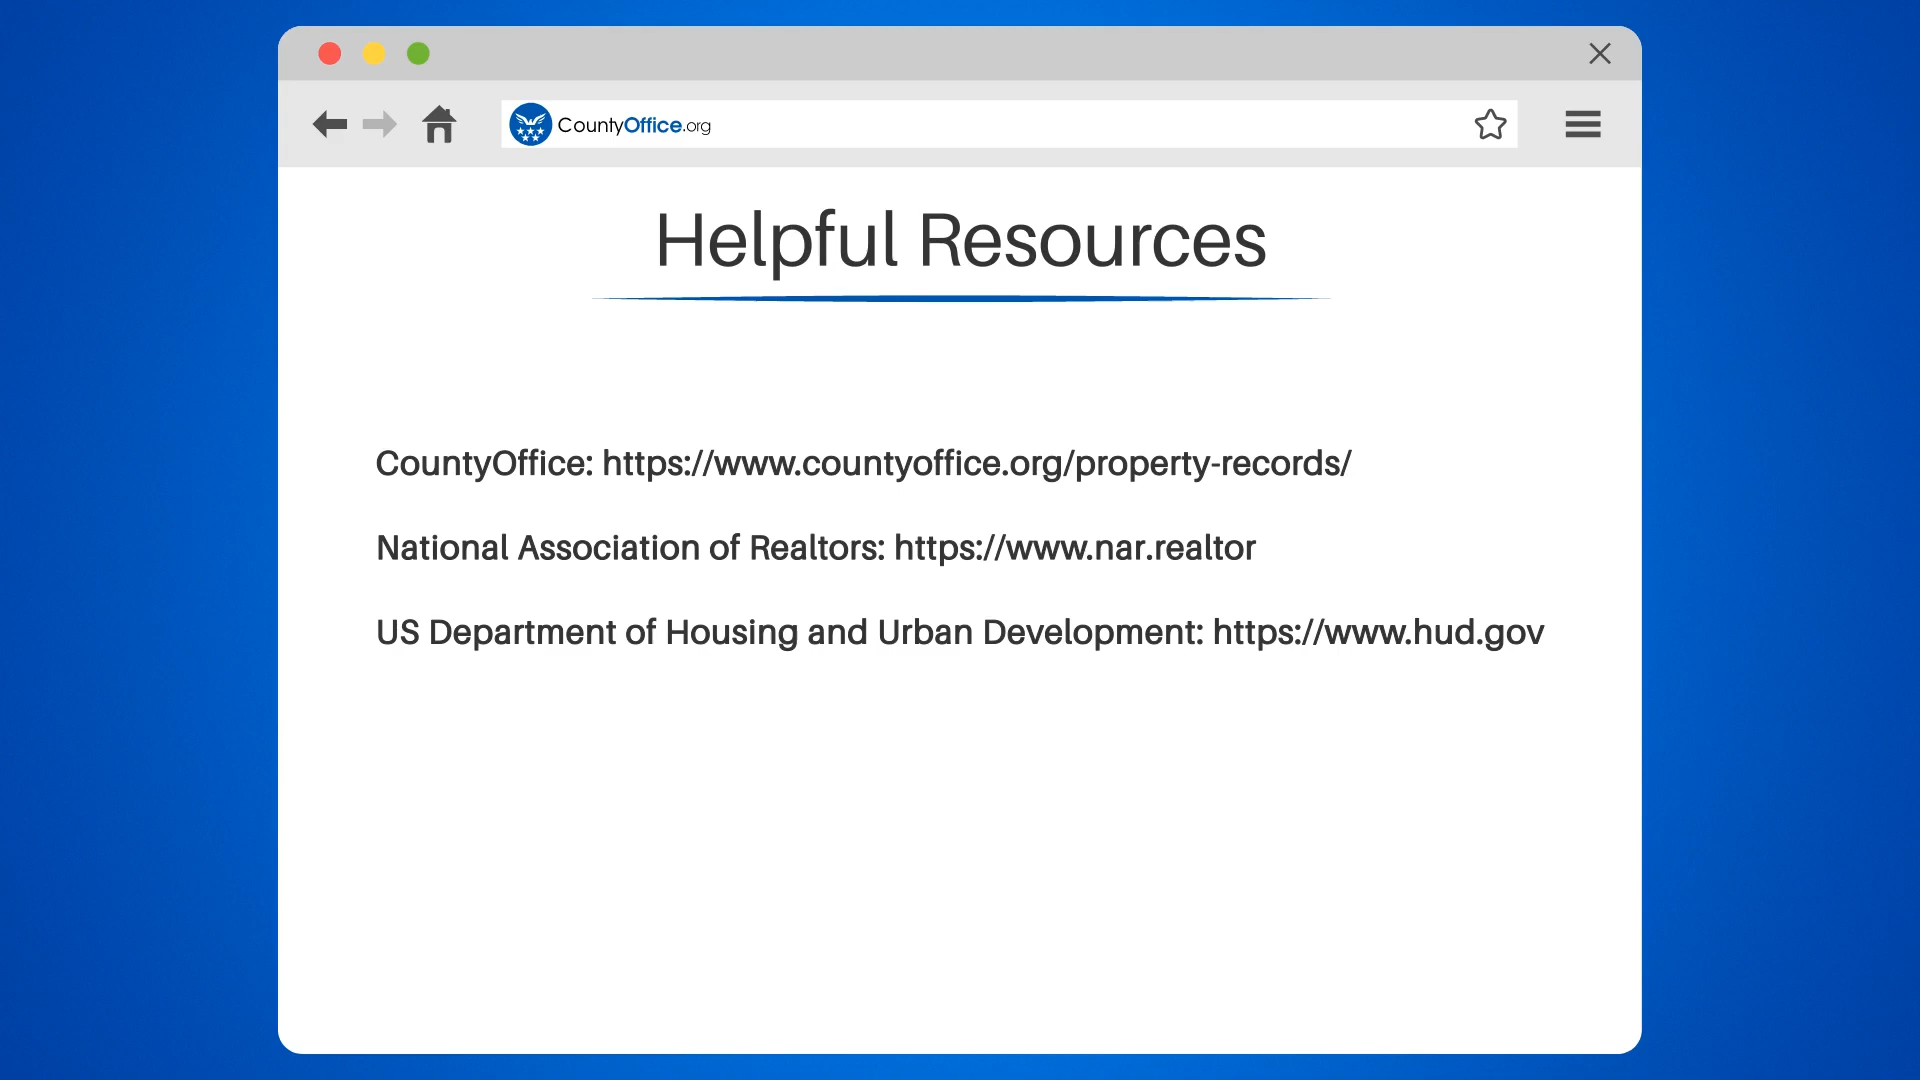 CountyOffice.org
Helpful Resources
CountyOffice: https://www.countyoffice.org/property-records/
National Association of Realtors: https://www.nar.realtor
US Department of Housing and Urban Development: https://www.hud.gov